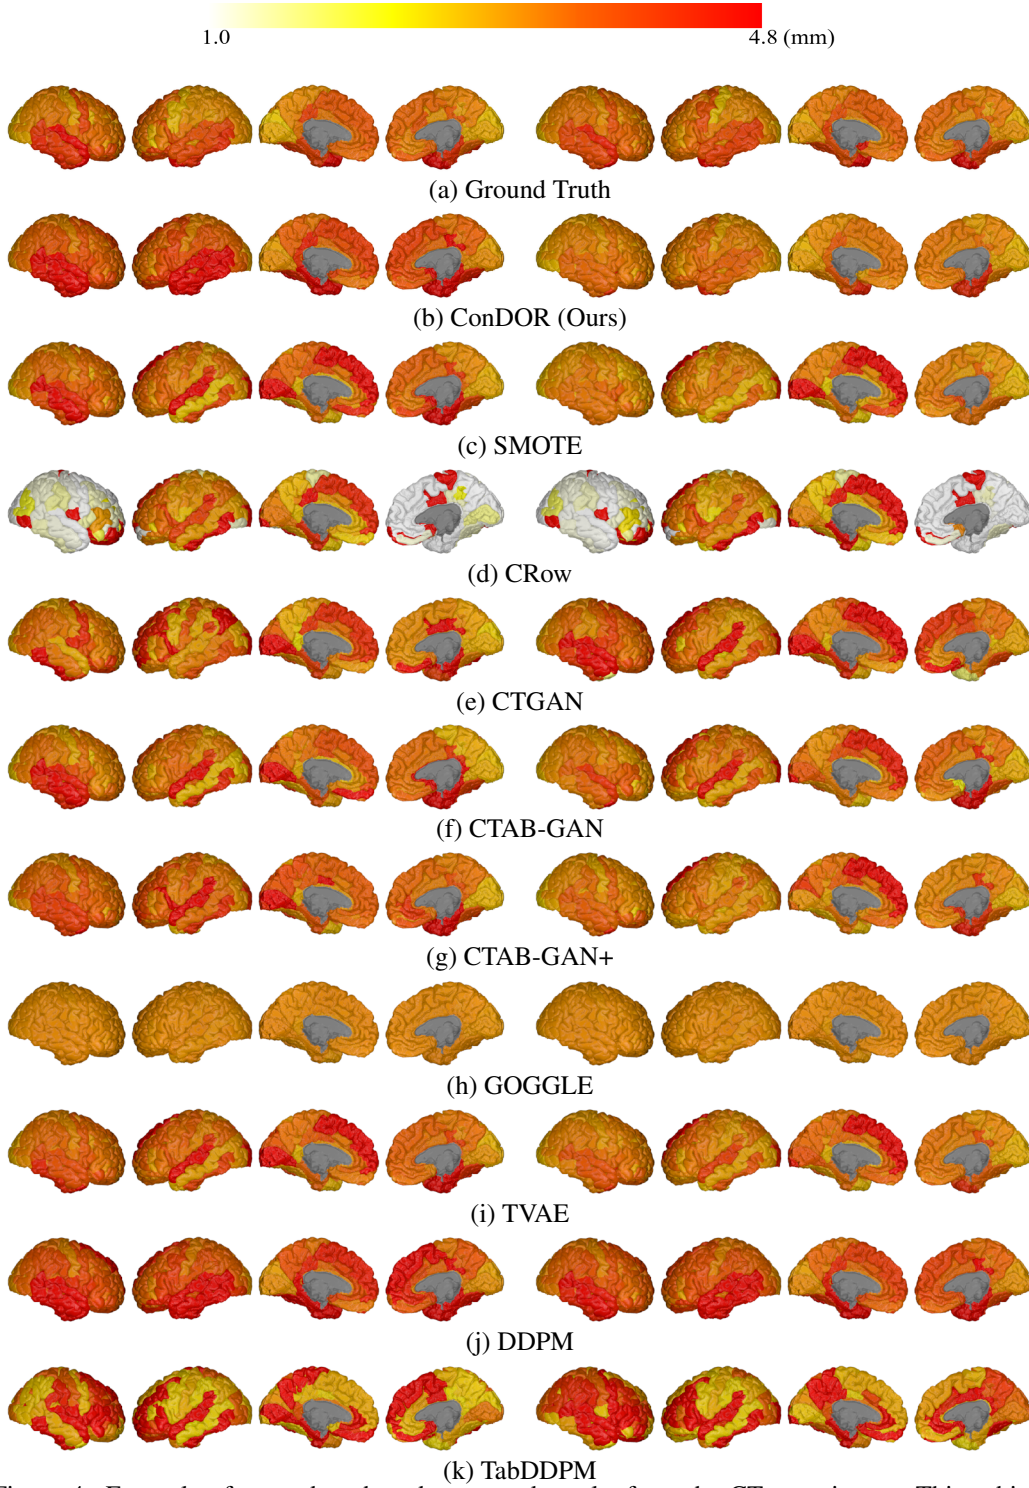 1.0 4.8 (mm)
(a) Ground Truth
(b) ConDOR (Ours)
(c) SMOTE
(d) CRow
(e) CTGAN
(f) CTAB-GAN
(g) CTAB-GAN+
(h) GOGGLE
(i) TVAE
(j) DDPM
(k) TabDDPM